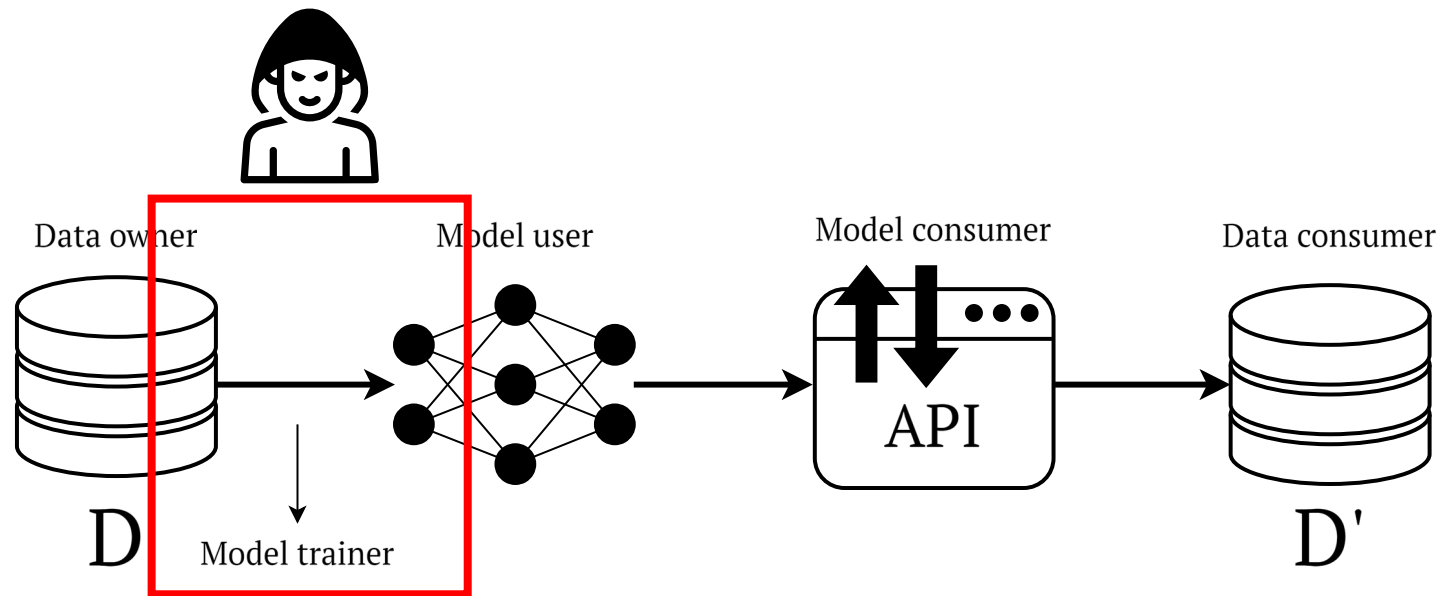 Data owner
Model user
Model consumer
Data consumer
API
D
Model trainer
D'